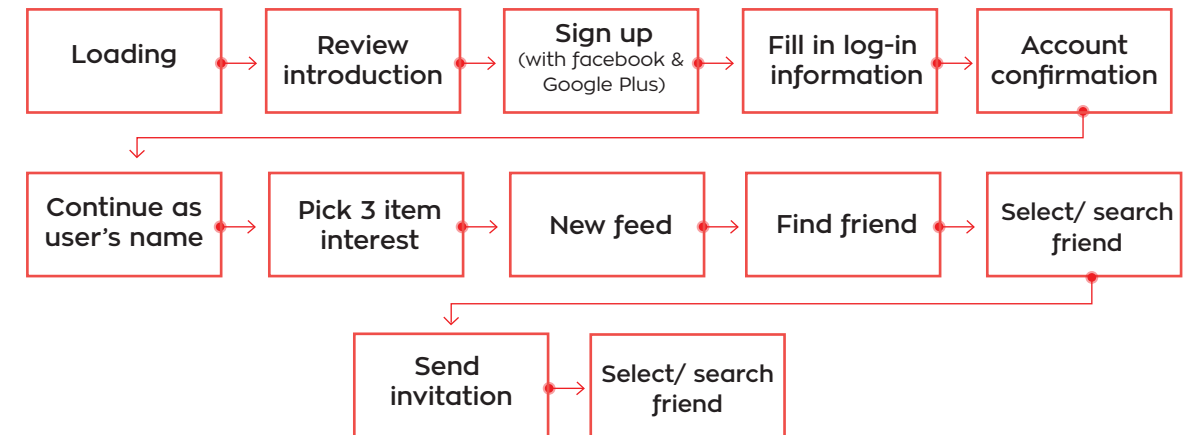 Loading
Review
introduction
Sign up
(with facebook &
Google Plus)
Fill in log-in
information
Account
confirmation
Continue as
user's name
Pick 3 item
interest
New feed
Find friend
Select/ search
friend
Send
invitation
Select/ search
friend